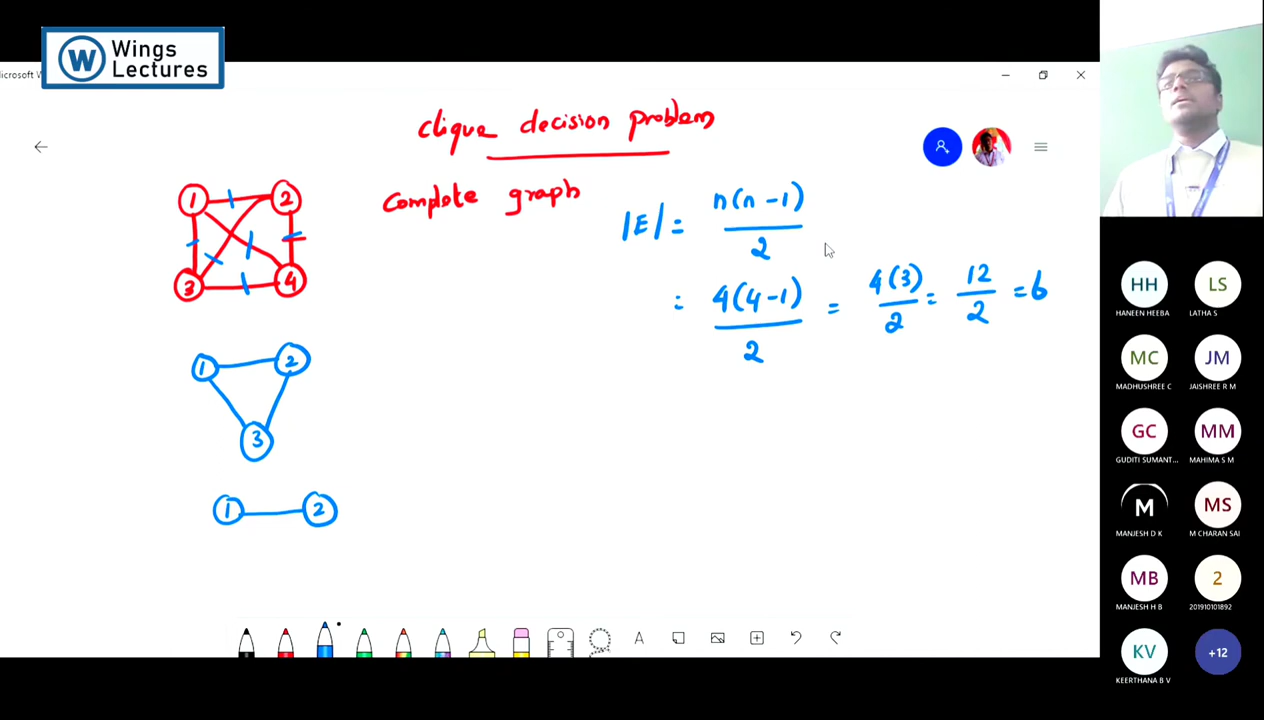 W Wings Lectures
icrosoft W
clique decision problem
Complete graph
|E| = n(n-1) / 2
= 4(4-1) / 2 = 4(3) / 2 = 12 / 2 = 6
1 2
3 4
1 2
3
1 2
A
HH LS
HANEEN HEEBA LATHA S
MC JM
MADHUSHREE C JAISHREE R M
GC MM
GUDITI SUMANT... MAHIMA S M
M MS
MANJESH D K M CHARAN SAI
MB 2
MANJESH H B 201910101892
KV +12
KEERTHANA B V